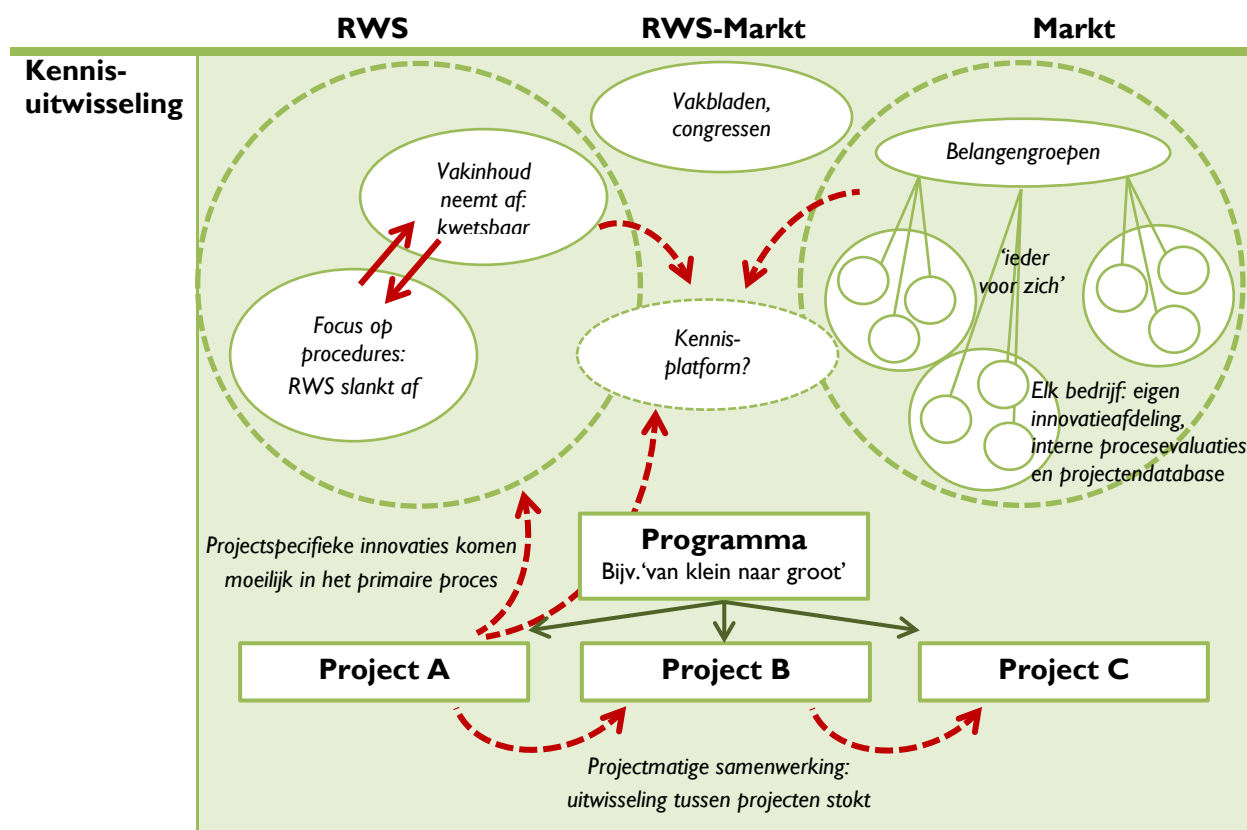 RWS
RWS-Markt
Markt
Kennis-
uitwisseling
Vakbladen,
congressen
Vakinhoud
neemt af:
kwetsbaar
Belangengroepen
'ieder
voor zich'
Focus op
procedures:
RWS slankt af
Kennis-
platform?
Elk bedrijf: eigen
innovatieafdeling,
interne procesevaluaties
en projectendatabase
Projectspecifieke innovaties komen
moeilijk in het primaire proces
Programma
Bijv.'van klein naar groot'
Project A
Project B
Project C
Projectmatige samenwerking:
uitwisseling tussen projecten stokt